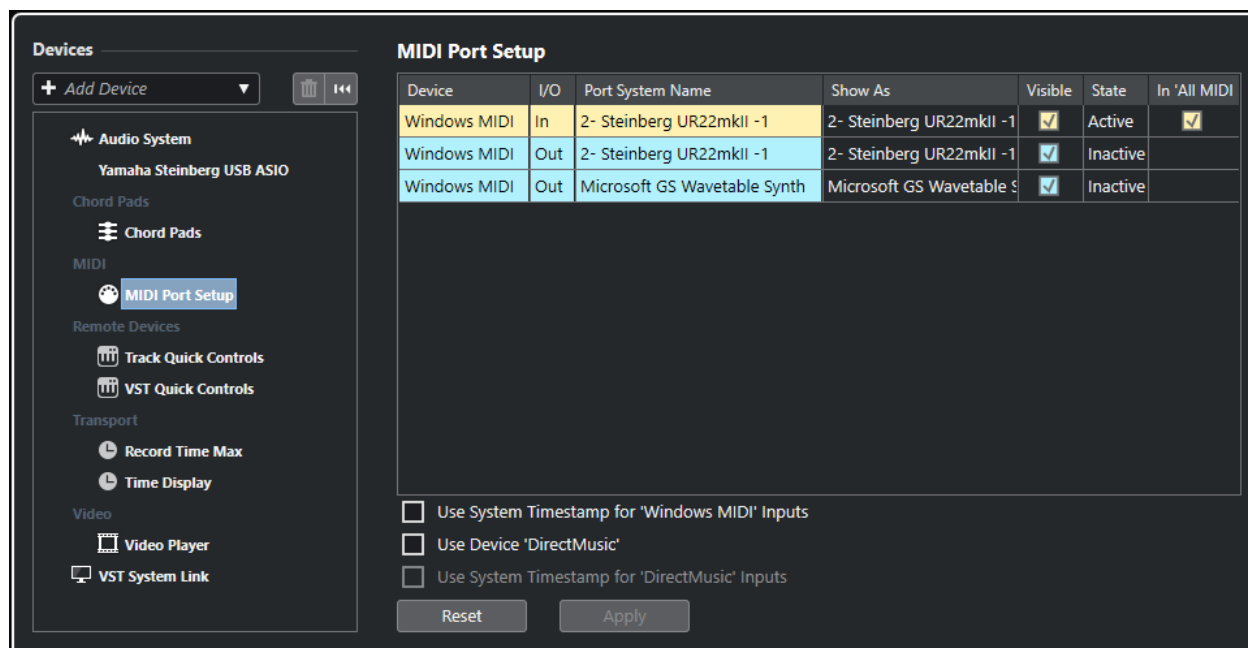 Devices
Add Device
Audio System
Yamaha Steinberg USB ASIO
Chord Pads
Chord Pads
MIDI
MIDI Port Setup
Remote Devices
Track Quick Controls
VST Quick Controls
Transport
Record Time Max
Time Display
Video
Video Player
VST System Link
MIDI Port Setup
Device I/O Port System Name Show As Visible State In 'All MIDI
Windows MIDI In 2- Steinberg UR22mkII -1 2- Steinberg UR22mkII -1 Active
Windows MIDI Out 2- Steinberg UR22mkII -1 2- Steinberg UR22mkII -1 Inactive
Windows MIDI Out Microsoft GS Wavetable Synth Microsoft GS Wavetable S Inactive
Use System Timestamp for 'Windows MIDI' Inputs
Use Device 'DirectMusic'
Use System Timestamp for 'DirectMusic' Inputs
Reset Apply